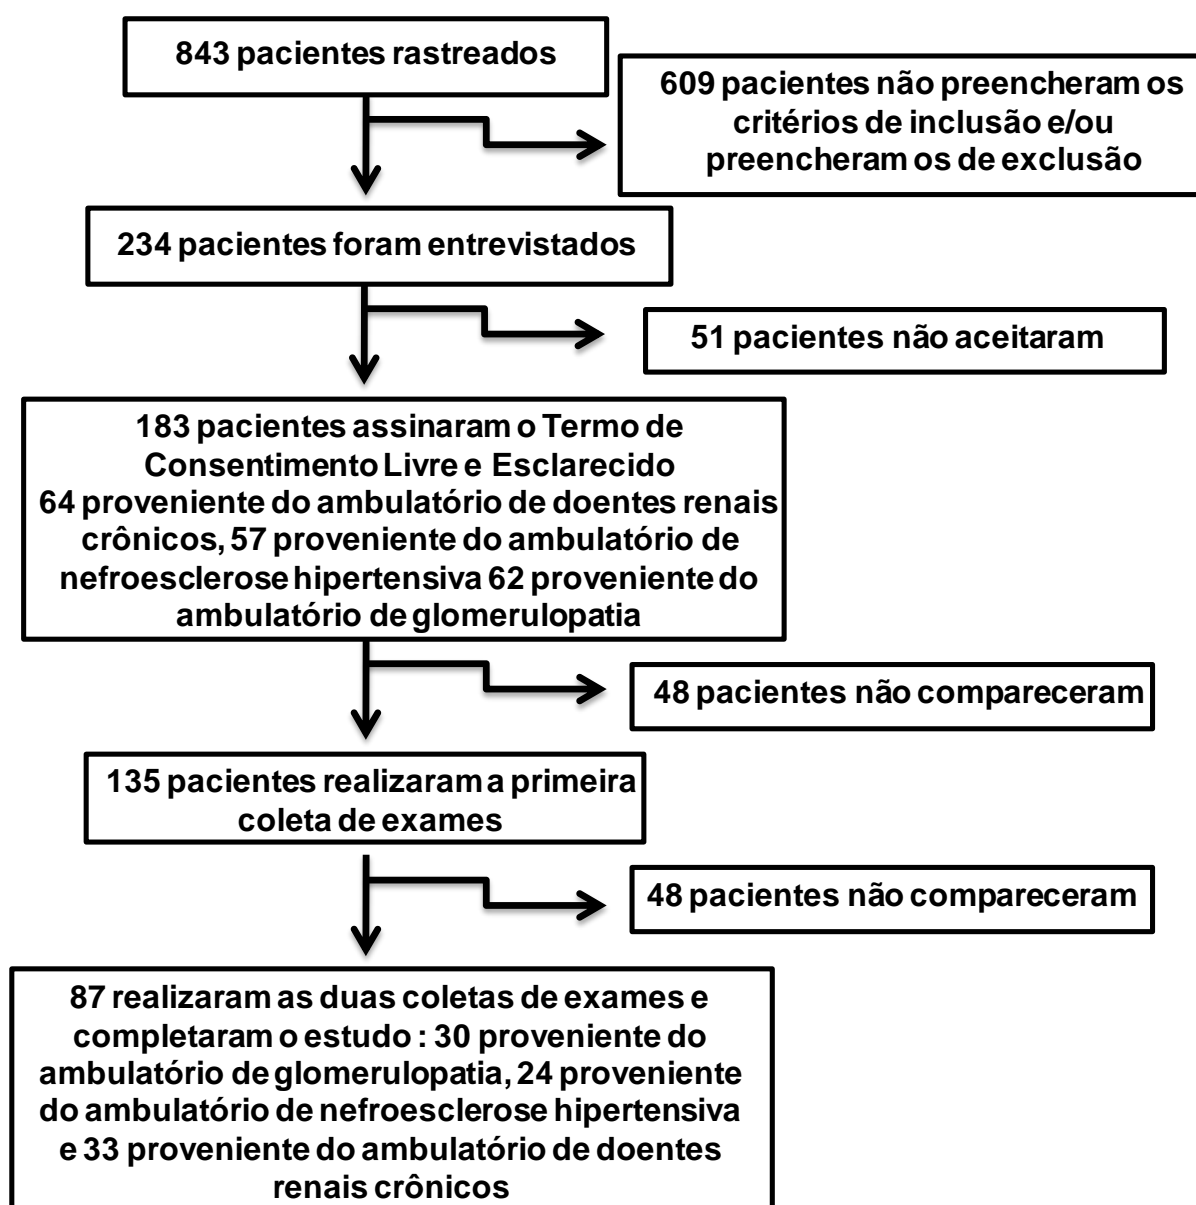 843 pacientes rastreados
609 pacientes não preencheram os
critérios de inclusão e/ou
preencheram os de exclusão
234 pacientes foram entrevistados
51 pacientes não aceitaram
183 pacientes assinaram o Termo de
Consentimento Livre e Esclarecido
64 proveniente do ambulatório de doentes renais
crônicos, 57 proveniente do ambulatório de
nefroesclerose hipertensiva 62 proveniente do
ambulatório de glomerulopatia
48 pacientes não compareceram
135 pacientes realizaram a primeira
coleta de exames
48 pacientes não compareceram
87 realizaram as duas coletas de exames e
completaram o estudo : 30 proveniente do
ambulatório de glomerulopatia, 24 proveniente
do ambulatório de nefroesclerose hipertensiva
e 33 proveniente do ambulatório de doentes
renais crônicos